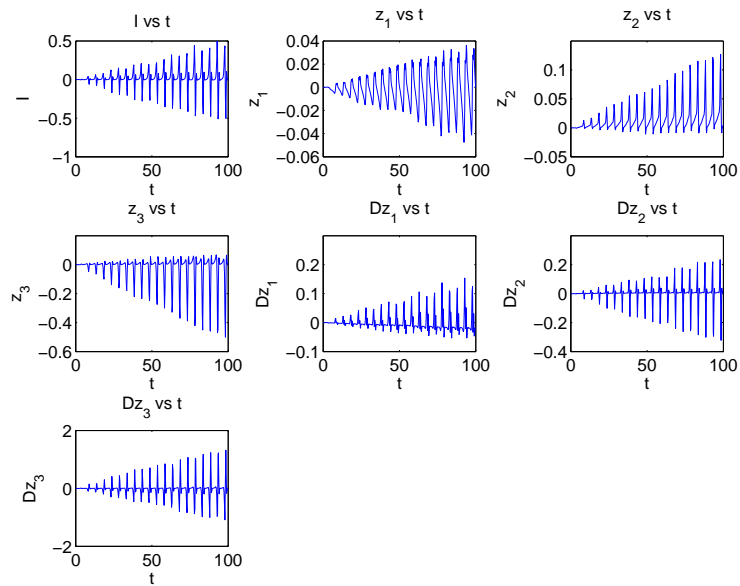 I vs t
z₁ vs t
z₂ vs t
0.5
0
−0.5
−1
I
0 50 100
t
0.04
0.02
0
−0.02
−0.04
−0.06
z₁
0 50 100
t
0.1
0.05
0
−0.05
z₂
0 50 100
t
z₃ vs t
Dz₁ vs t
Dz₂ vs t
0
−0.2
−0.4
−0.6
z₃
0 50 100
t
0.2
0.1
0
−0.1
Dz₁
0 50 100
t
0.2
0
−0.2
−0.4
Dz₂
0 50 100
t
Dz₃ vs t
2
0
−2
Dz₃
0 50 100
t